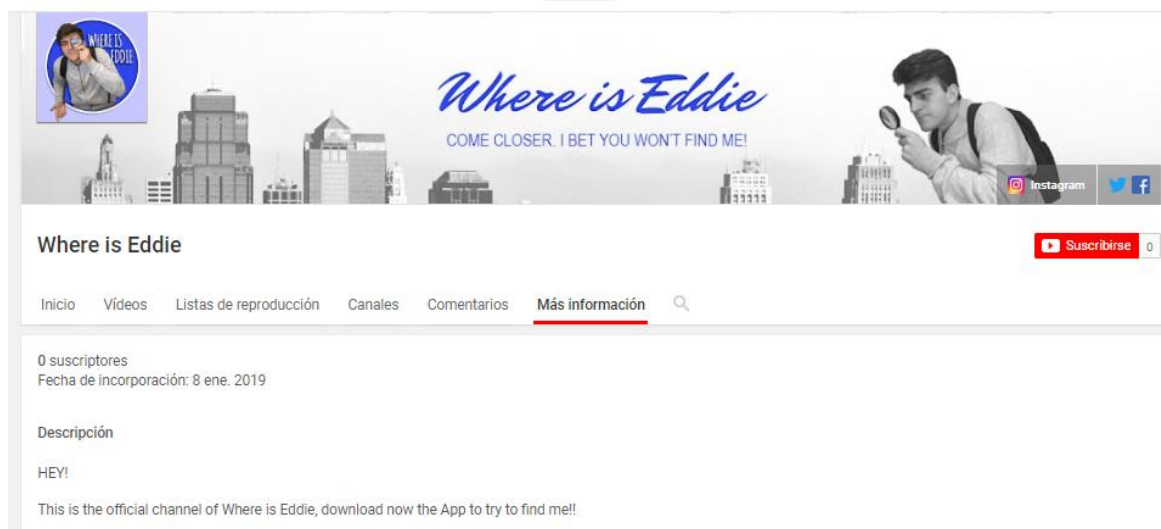 WHERE IS
EDDIE
Where is Eddie
COME CLOSER. I BET YOU WON'T FIND ME!
Instagram
Where is Eddie
Suscribirse 0
Inicio Vídeos Listas de reproducción Canales Comentarios Más información
0 suscriptores
Fecha de incorporación: 8 ene. 2019
Descripción
HEY!
This is the official channel of Where is Eddie, download now the App to try to find me!!